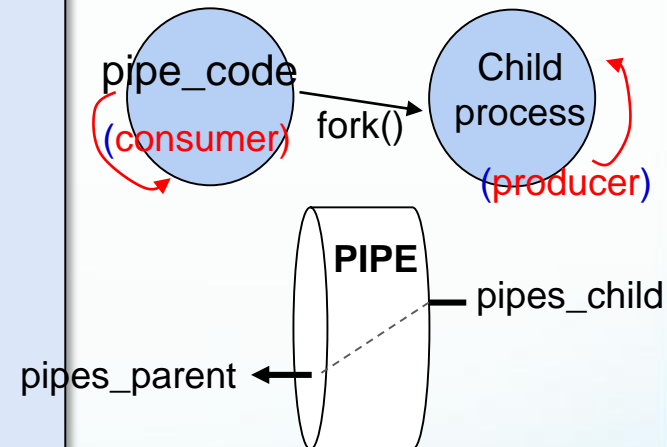 pipe_code
(consumer)
fork()
Child
process
(producer)
PIPE
pipes_child
pipes_parent